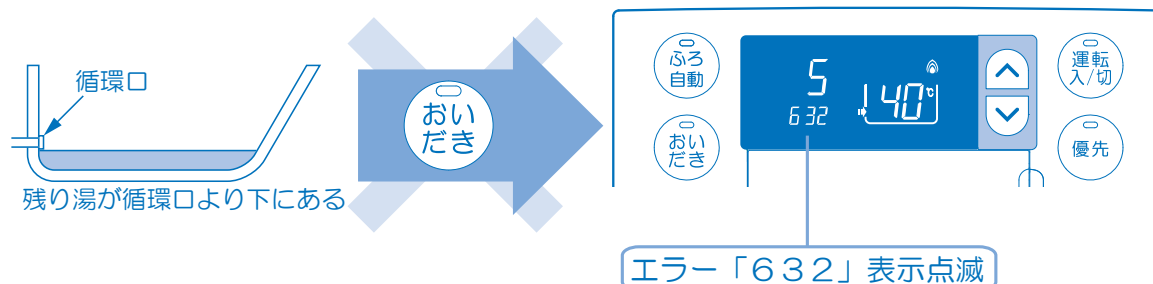 循環口
残り湯が循環口より下にある
おい
だき
ふろ
自動
おい
だき
5
632
40℃
運転
入/切
優先
エラー「632」表示点滅